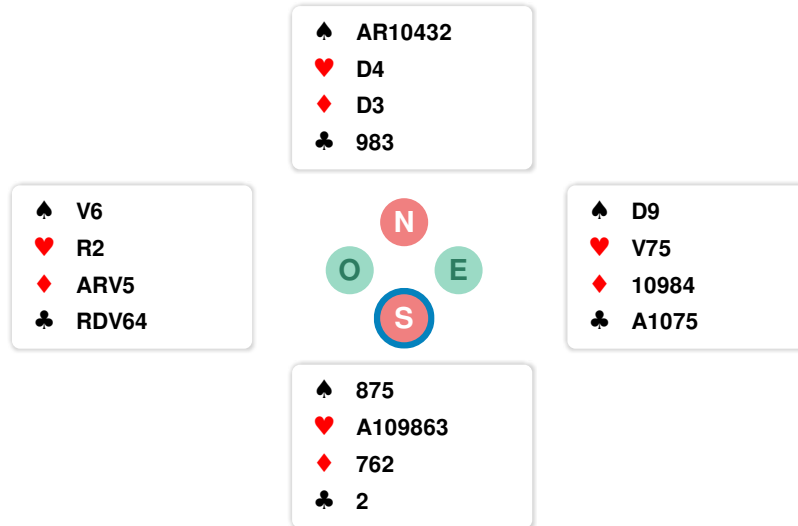 ♠ AR10432
♥ D4
♦ D3
♣ 983
♠ V6
♥ R2
♦ ARV5
♣ RDV64
N
O E
S
♠ D9
♥ V75
♦ 10984
♣ A1075
♠ 875
♥ A109863
♦ 762
♣ 2